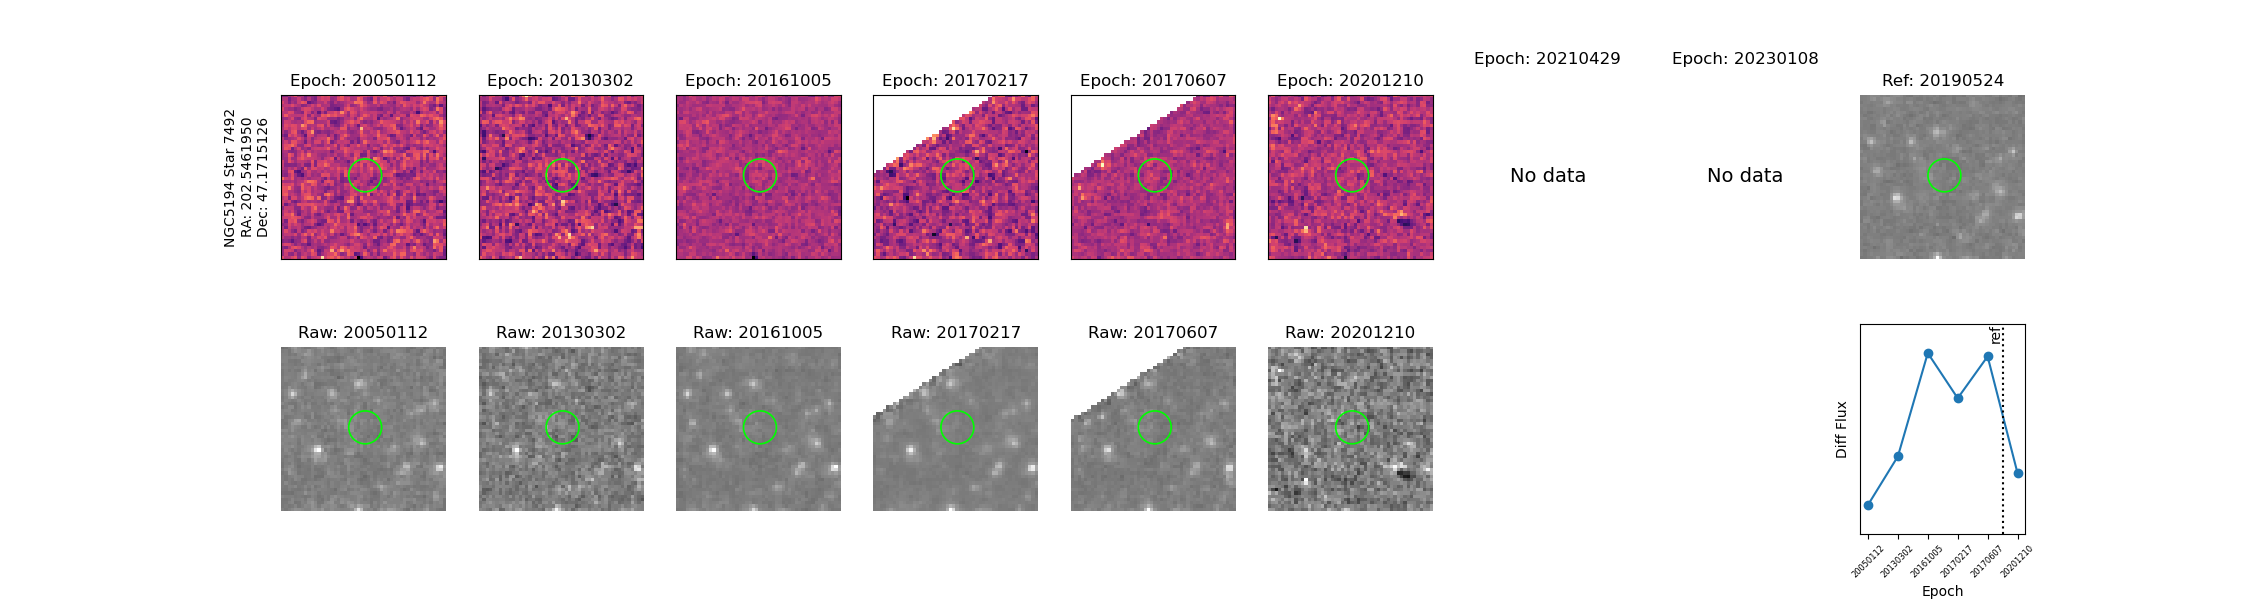 Epoch: 20210429
Epoch: 20230108
Epoch: 20050112
Epoch: 20130302
Epoch: 20161005
Epoch: 20170217
Epoch: 20170607
Epoch: 20201210
Ref: 20190524
NGC5194 Star 7492
RA: 202.5461950
Dec: 47.1715126
No data
No data
Raw: 20050112
Raw: 20130302
Raw: 20161005
Raw: 20170217
Raw: 20170607
Raw: 20201210
ref
Diff Flux
20050112
20130302
20161005
20170217
20170607
20201210
Epoch